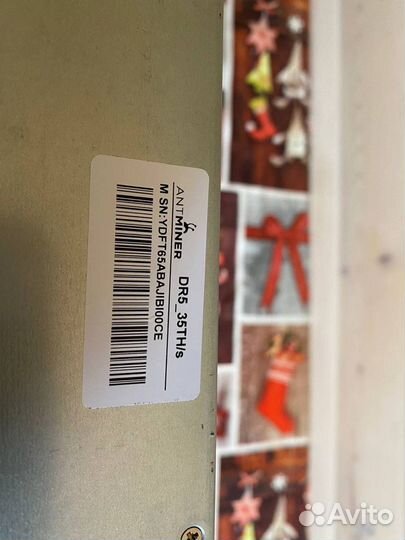 ANTMINER DR5_35TH/s
M SN:YDFT65ABAJIBI00CE
Avito